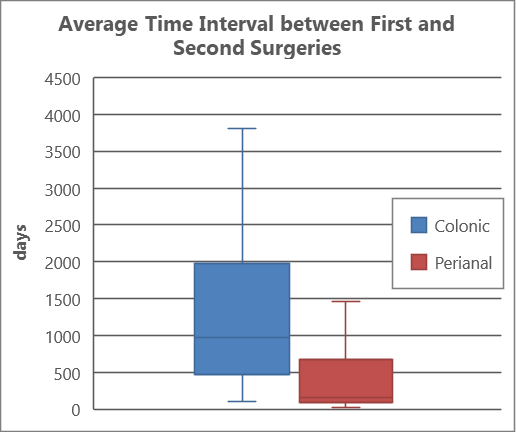 Average Time Interval between First and
Second Surgeries
4500
4000
3500
3000
2500
2000
1500
1000
500
0
days
Colonic
Perianal